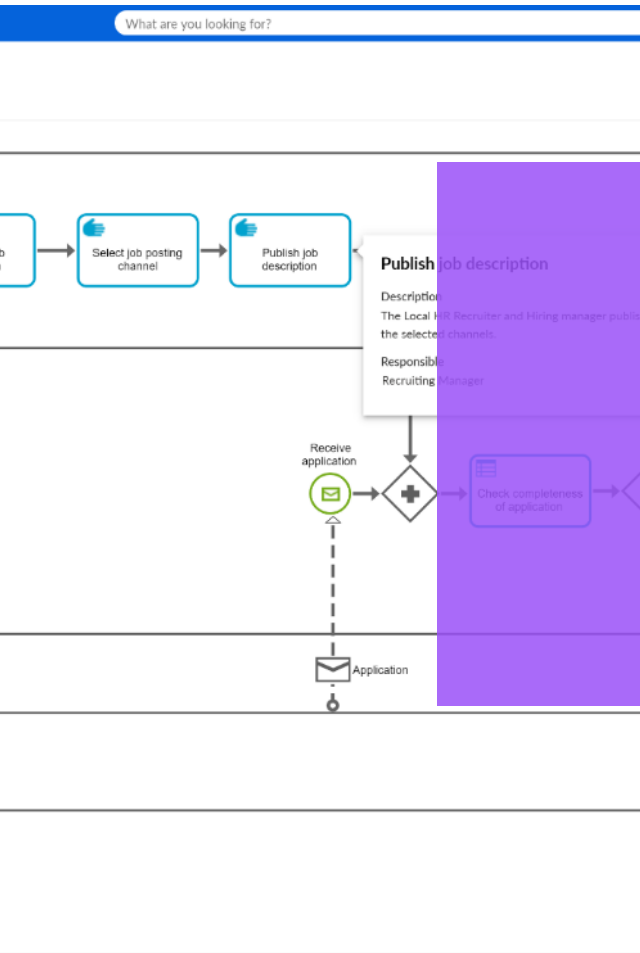 What are you looking for?
Select job posting
channel
Publish job
description
Publish job description
Description
The Local HR Recruiter and Hiring manager publis
the selected channels.
Responsible
Recruiting Manager
Receive
application
Check completeness
of application
Application